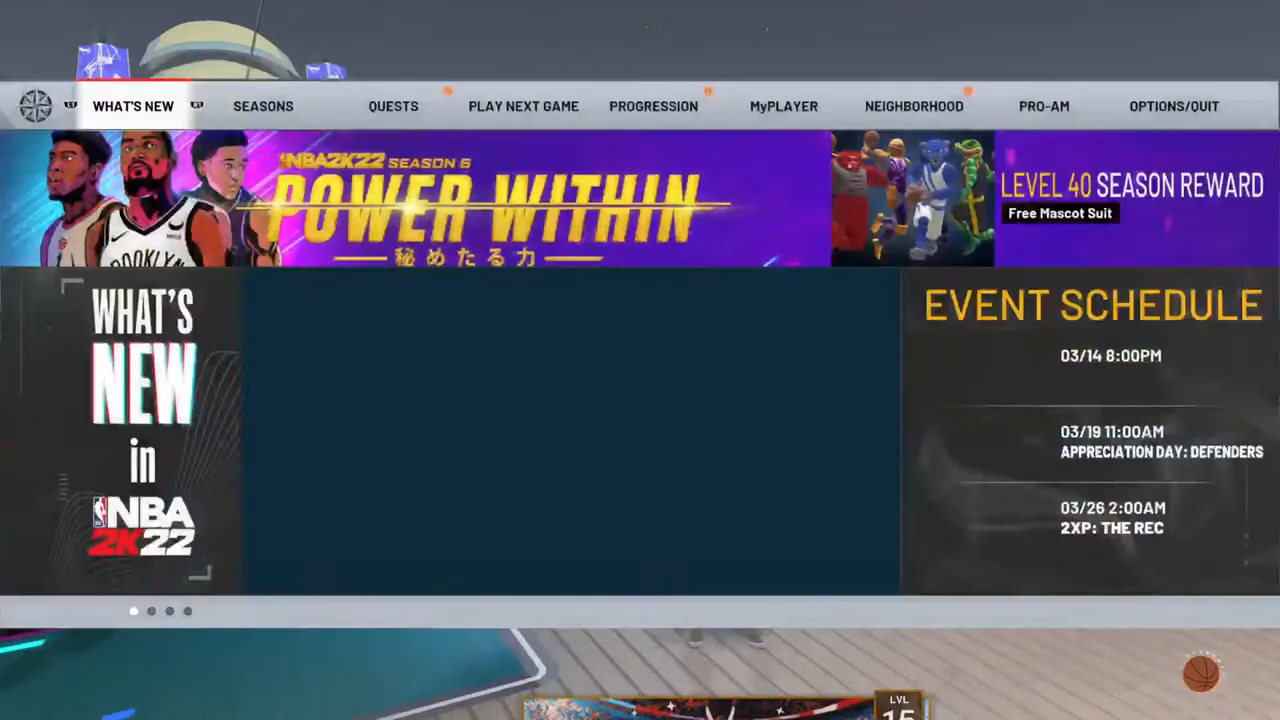 WHAT'S NEW
SEASONS
QUESTS
PLAY NEXT GAME
PROGRESSION
MyPLAYER
NEIGHBORHOOD
PRO-AM
OPTIONS/QUIT
NBA2K22 SEASON 5
POWER WITHIN
秘めたる力
BROOKLYN
LEVEL 40 SEASON REWARD
Free Mascot Suit
WHAT'S
NEW
in
NBA
2K22
EVENT SCHEDULE
03/14 8:00PM
03/19 11:00AM
APPRECIATION DAY: DEFENDERS
03/26 2:00AM
2XP: THE REC
LVL
15